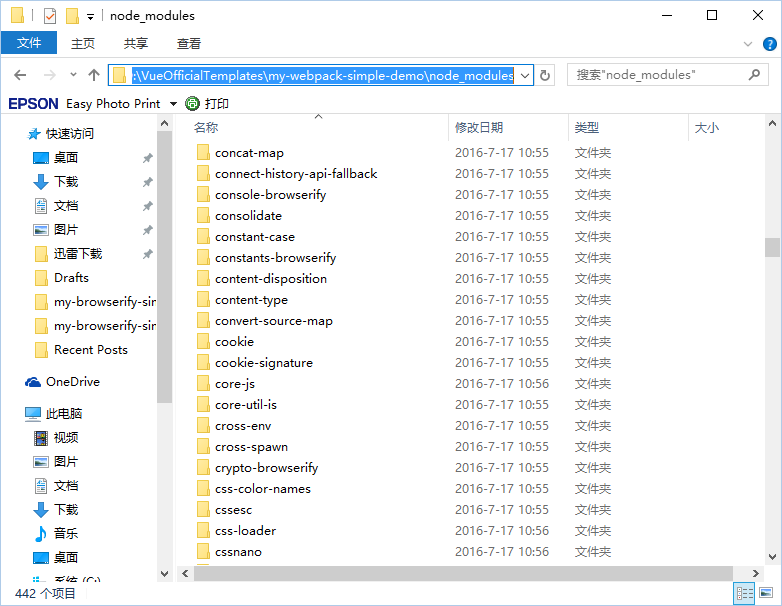 node_modules
文件 主页 共享 查看
:\VueOfficialTemplates\my-webpack-simple-demo\node_modules
搜索"node_modules"
EPSON Easy Photo Print 打印
快速访问
桌面
下载
文档
图片
迅雷下载
Drafts
my-browserify-sir
my-browserify-sir
Recent Posts
OneDrive
此电脑
视频
图片
文档
下载
音乐
桌面
系统 (C:)
名称 修改日期 类型 大小
concat-map 2016-7-17 10:55 文件夹
connect-history-api-fallback 2016-7-17 10:55 文件夹
console-browserify 2016-7-17 10:55 文件夹
consolidate 2016-7-17 10:55 文件夹
constant-case 2016-7-17 10:55 文件夹
constants-browserify 2016-7-17 10:55 文件夹
content-disposition 2016-7-17 10:55 文件夹
content-type 2016-7-17 10:55 文件夹
convert-source-map 2016-7-17 10:55 文件夹
cookie 2016-7-17 10:55 文件夹
cookie-signature 2016-7-17 10:55 文件夹
core-js 2016-7-17 10:56 文件夹
core-util-is 2016-7-17 10:55 文件夹
cross-env 2016-7-17 10:55 文件夹
cross-spawn 2016-7-17 10:55 文件夹
crypto-browserify 2016-7-17 10:55 文件夹
css-color-names 2016-7-17 10:55 文件夹
cssesc 2016-7-17 10:55 文件夹
css-loader 2016-7-17 10:56 文件夹
cssnano 2016-7-17 10:56 文件夹
442 个项目